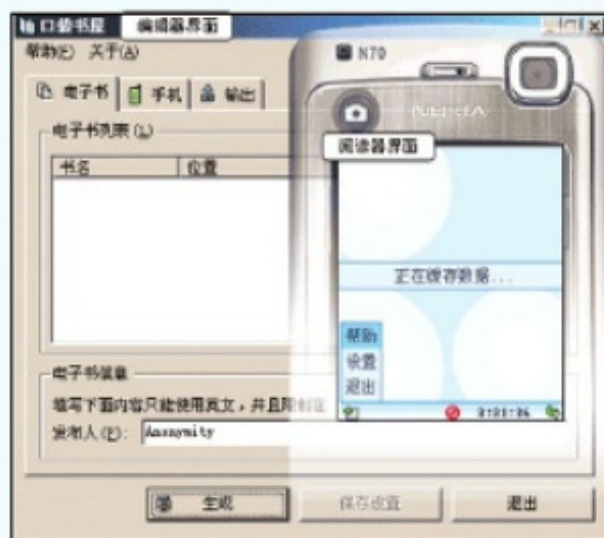 口袋书屋 编辑器界面
帮助(E) 关于(A)
N70
电子书 手机 输出
NOKIA
电子书列表(L)
阅读器界面
书名 位置
正在缓存数据...
帮助
设置
退出
电子书信息
填写下面内容只能使用英文，并且限制在
发布人(P): Anonymity
生成 保存设置 退出